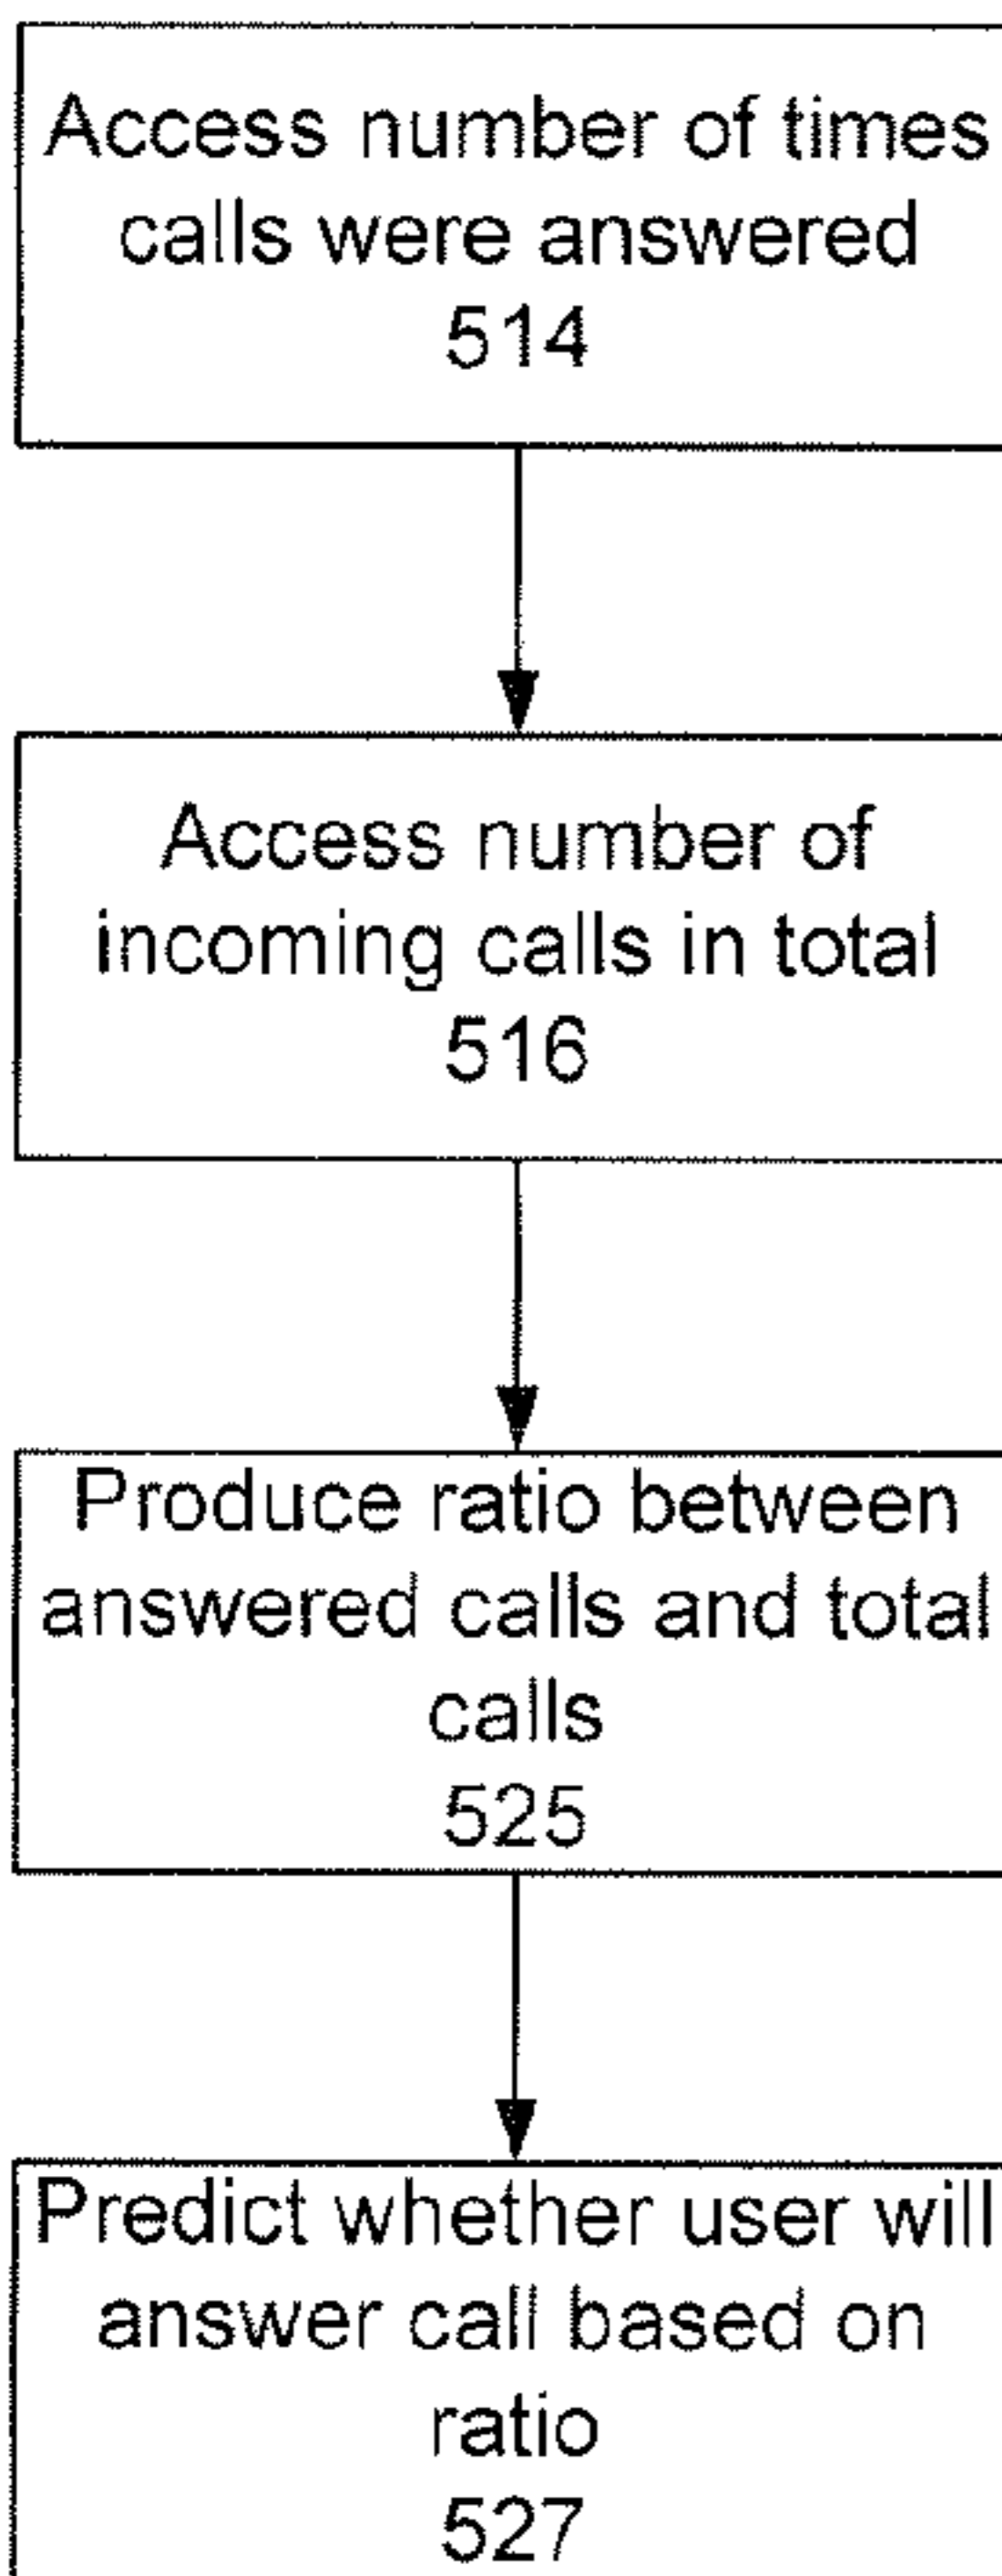 Access number of times
calls were answered
514
Access number of
incoming calls in total
516
Produce ratio between
answered calls and total
calls
525
Predict whether user will
answer call based on
ratio
527